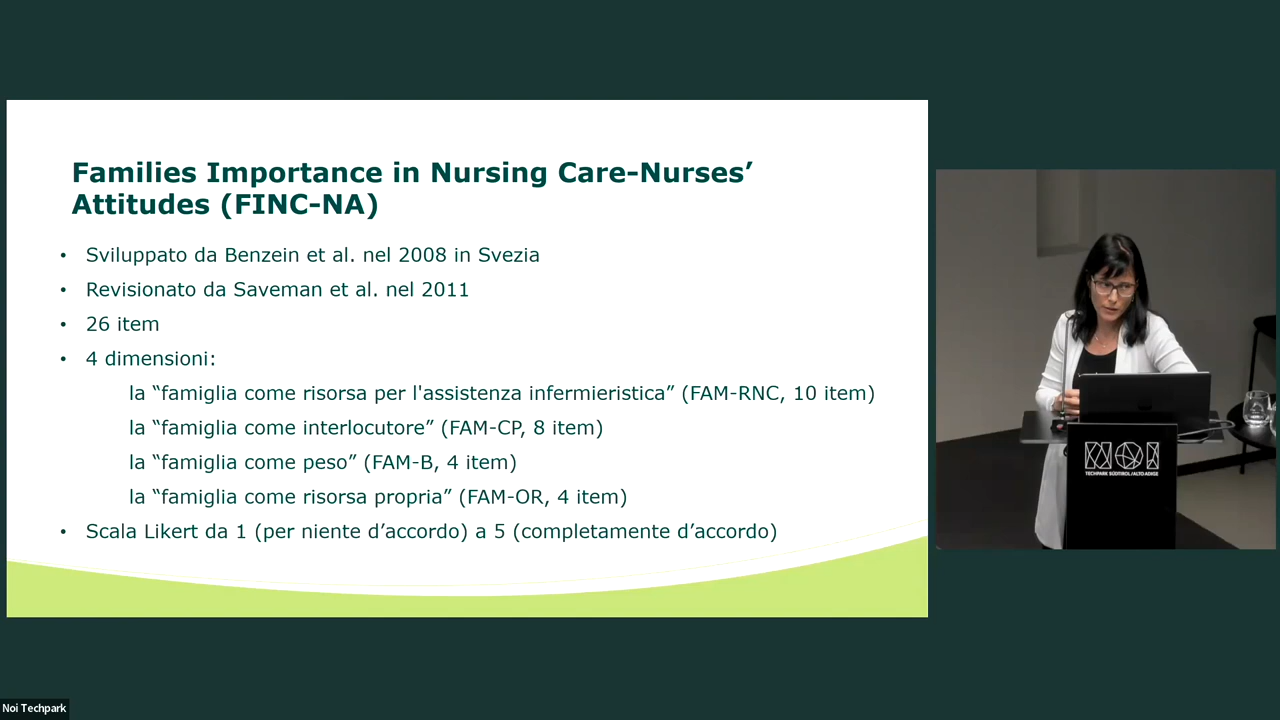 Families Importance in Nursing Care-Nurses’
Attitudes (FINC-NA)
• Sviluppato da Benzein et al. nel 2008 in Svezia
• Revisionato da Saveman et al. nel 2011
• 26 item
• 4 dimensioni:
la “famiglia come risorsa per l'assistenza infermieristica” (FAM-RNC, 10 item)
la “famiglia come interlocutore” (FAM-CP, 8 item)
la “famiglia come peso” (FAM-B, 4 item)
la “famiglia come risorsa propria” (FAM-OR, 4 item)
• Scala Likert da 1 (per niente d’accordo) a 5 (completamente d’accordo)
NOI
TECHPARK SÜDTIROL/ALTO ADIGE
Noi Techpark